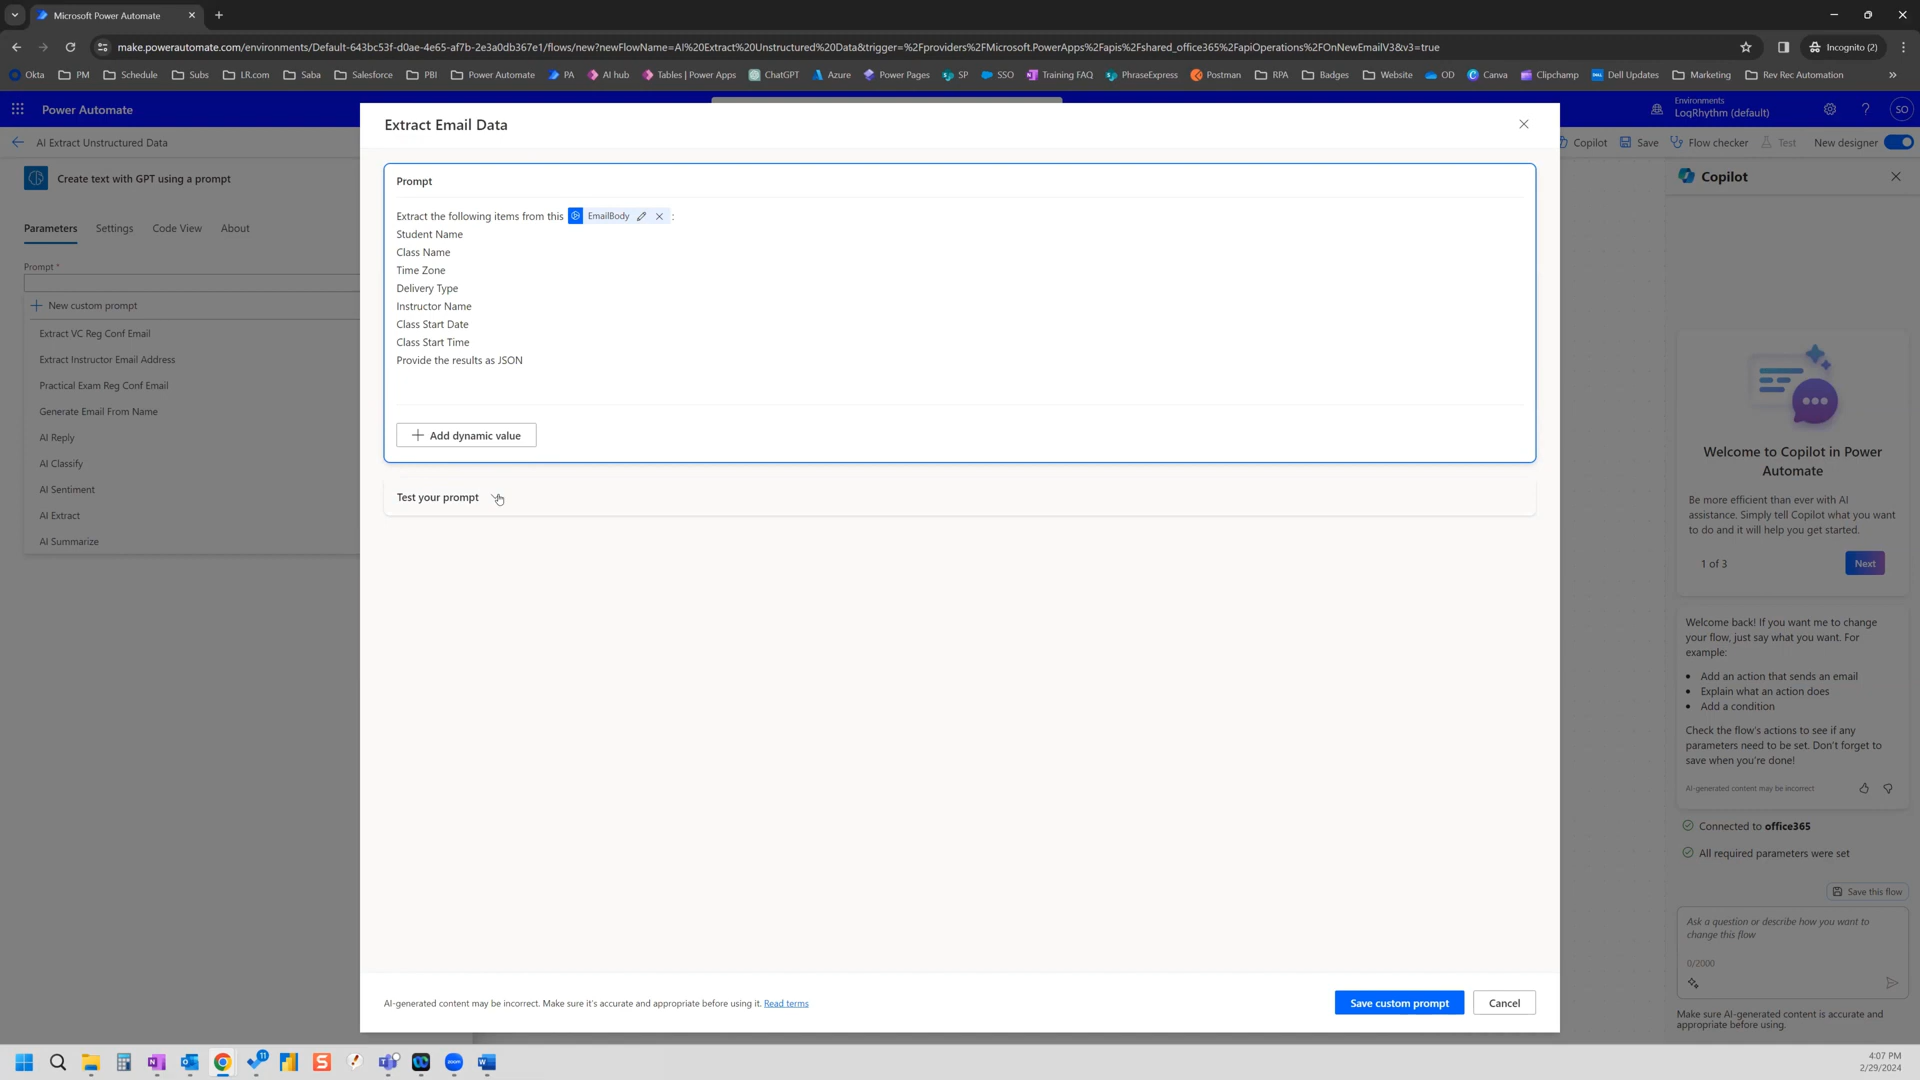 Microsoft Power Automate
make.powerautomate.com/environments/Default-643bc53f-d0ae-4e65-af7b-2e3a0db367e1/flows/new?newFlowName=AI%20Extract%20Unstructured%20Data&trigger=%2Fproviders%2FMicrosoft.PowerApps%2Fapis%2Fshared_office365%2FapiOperations%2FOnNewEmailV3&v3=true
Incognito (2)
Okta PM Schedule Subs LR.com Saba Salesforce PBI Power Automate PA AI hub Tables | Power Apps ChatGPT Azure Power Pages SP SSO Training FAQ PhraseExpress Postman RPA Badges Website OD Canva Clipchamp Dell Updates Marketing Rev Rec Automation
Power Automate
Environments
LogRhythm (default)
SO
AI Extract Unstructured Data
Copilot Save Flow checker Test New designer
Create text with GPT using a prompt
Parameters Settings Code View About
Prompt *
New custom prompt
Extract VC Reg Conf Email
Extract Instructor Email Address
Practical Exam Reg Conf Email
Generate Email From Name
AI Reply
AI Classify
AI Sentiment
AI Extract
AI Summarize
Extract Email Data
Prompt
Extract the following items from this EmailBody :
Student Name
Class Name
Time Zone
Delivery Type
Instructor Name
Class Start Date
Class Start Time
Provide the results as JSON
Add dynamic value
Test your prompt
AI-generated content may be incorrect. Make sure it's accurate and appropriate before using it. Read terms
Save custom prompt
Cancel
Copilot
Welcome to Copilot in Power
Automate
Be more efficient than ever with AI
assistance. Simply tell Copilot what you want
to do and it will help you get started.
1 of 3
Next
Welcome back! If you want me to change
your flow, just say what you want. For
example:
Add an action that sends an email
Explain what an action does
Add a condition
Check the flow's actions to see if any
parameters need to be set. Don't forget to
save when you're done!
AI-generated content may be incorrect
Connected to office365
All required parameters were set
Save this flow
Ask a question or describe how you want to
change this flow
0/2000
Make sure AI-generated content is accurate and
appropriate before using.
11
zoom
4:07 PM
2/29/2024